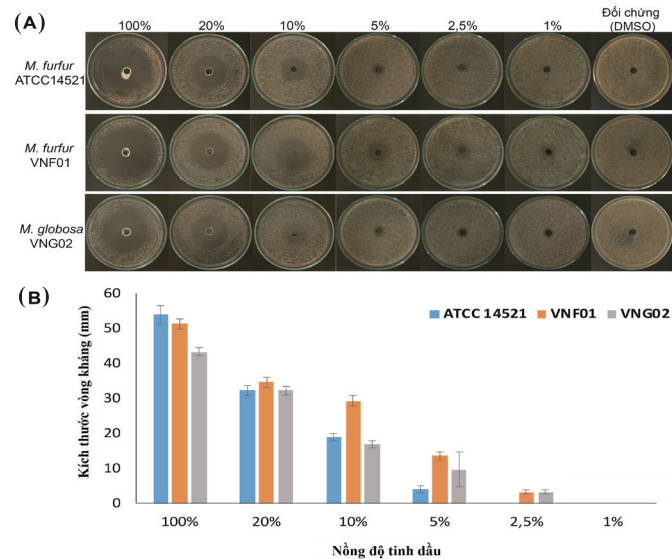 (A)
100% 20% 10% 5% 2,5% 1% Đối chứng
(DMSO)
M. furfur
ATCC14521
M. furfur
VNF01
M. globosa
VNG02
(B)
Kích thước vòng kháng (mm)
60
50
40
30
20
10
0
ATCC 14521 VNF01 VNG02
100% 20% 10% 5% 2,5% 1%
Nồng độ tinh dầu